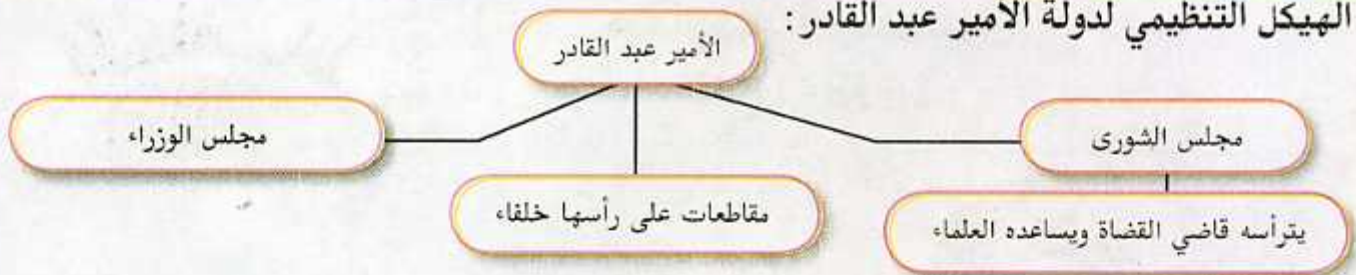 الهيكل التنظيمي لدولة الامير عبد القادر:
الأمير عبد القادر
مجلس الشورى
مجلس الوزراء
مقاطعات على رأسها خلفاء
يترأسه قاضي القضاة ويساعده العلماء